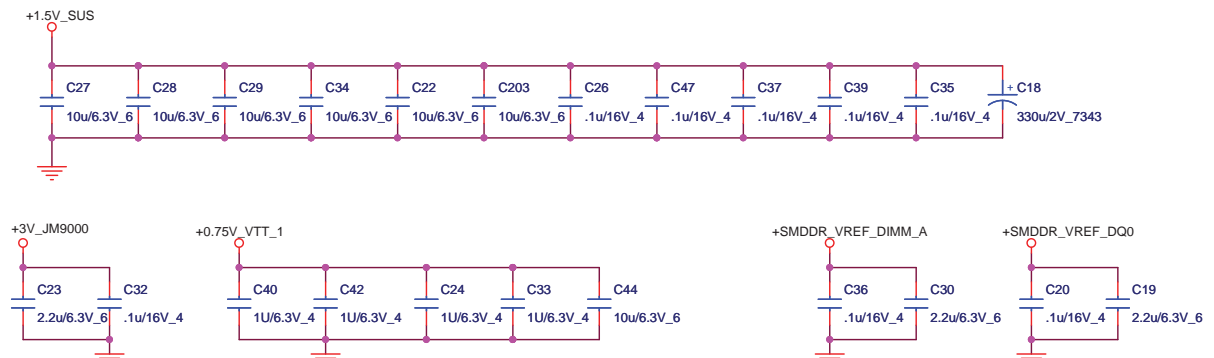 +1.5V_SUS
C27 C28 C29 C34 C22 C203 C26 C47 C37 C39 C35 + C18
10u/6.3V_6 10u/6.3V_6 10u/6.3V_6 10u/6.3V_6 10u/6.3V_6 10u/6.3V_6 .1u/16V_4 .1u/16V_4 .1u/16V_4 .1u/16V_4 .1u/16V_4 330u/2V_7343
+3V_JM9000 +0.75V_VTT_1 +SMDDR_VREF_DIMM_A +SMDDR_VREF_DQ0
C23 C32 C40 C42 C24 C33 C44 C36 C30 C20 C19
2.2u/6.3V_6 .1u/16V_4 1U/6.3V_4 1U/6.3V_4 1U/6.3V_4 1U/6.3V_4 10u/6.3V_6 .1u/16V_4 2.2u/6.3V_6 .1u/16V_4 2.2u/6.3V_6